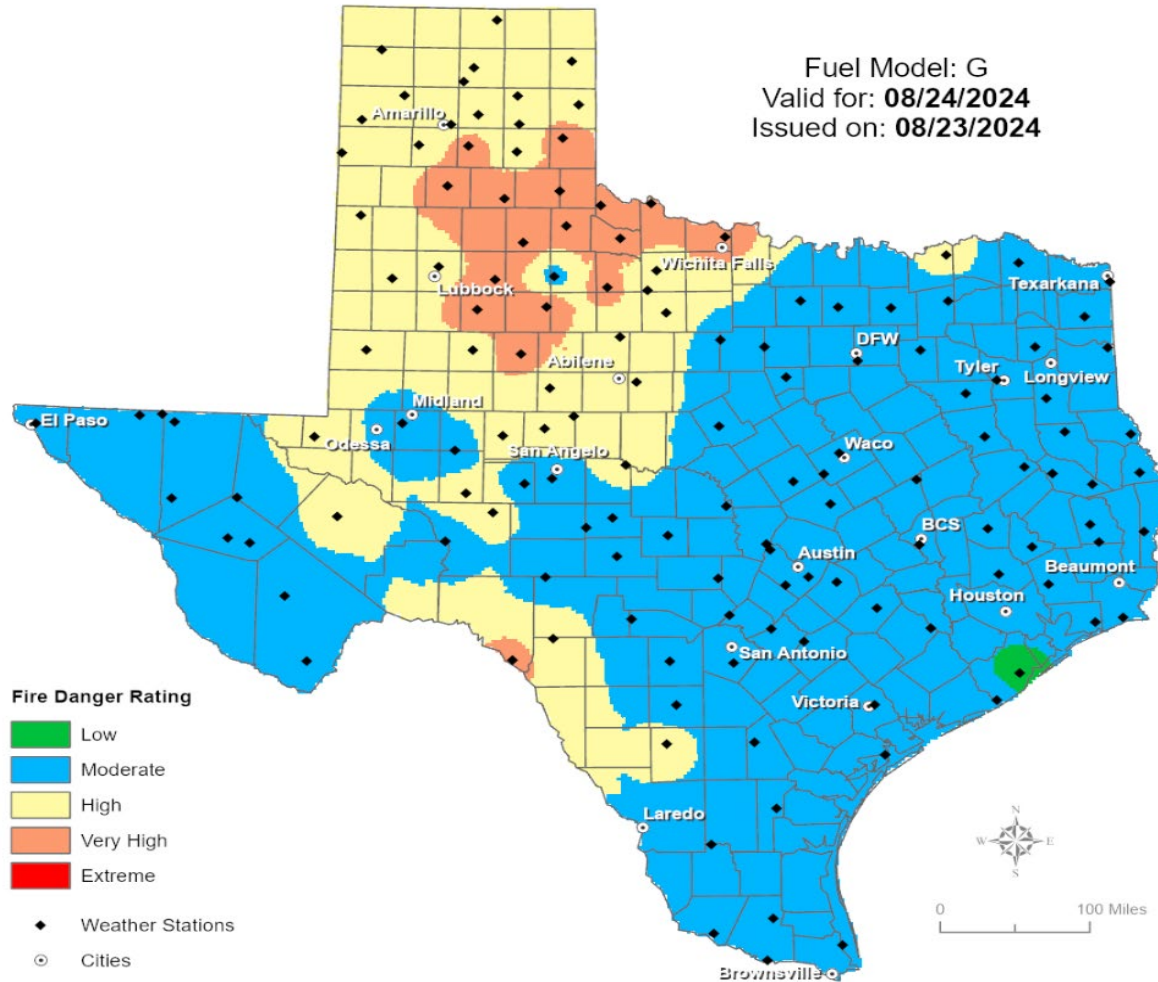 Fuel Model: G
Valid for: 08/24/2024
Issued on: 08/23/2024
Amarillo
Wichita Falls
Lubbock
Texarkana
DFW
Abilene
Tyler
Longview
Midland
El Paso
Odessa
San Angelo
Waco
BCS
Austin
Beaumont
Houston
San Antonio
Victoria
Laredo
Brownsville
Fire Danger Rating
Low
Moderate
High
Very High
Extreme
Weather Stations
Cities
N
W E
S
0 100 Miles